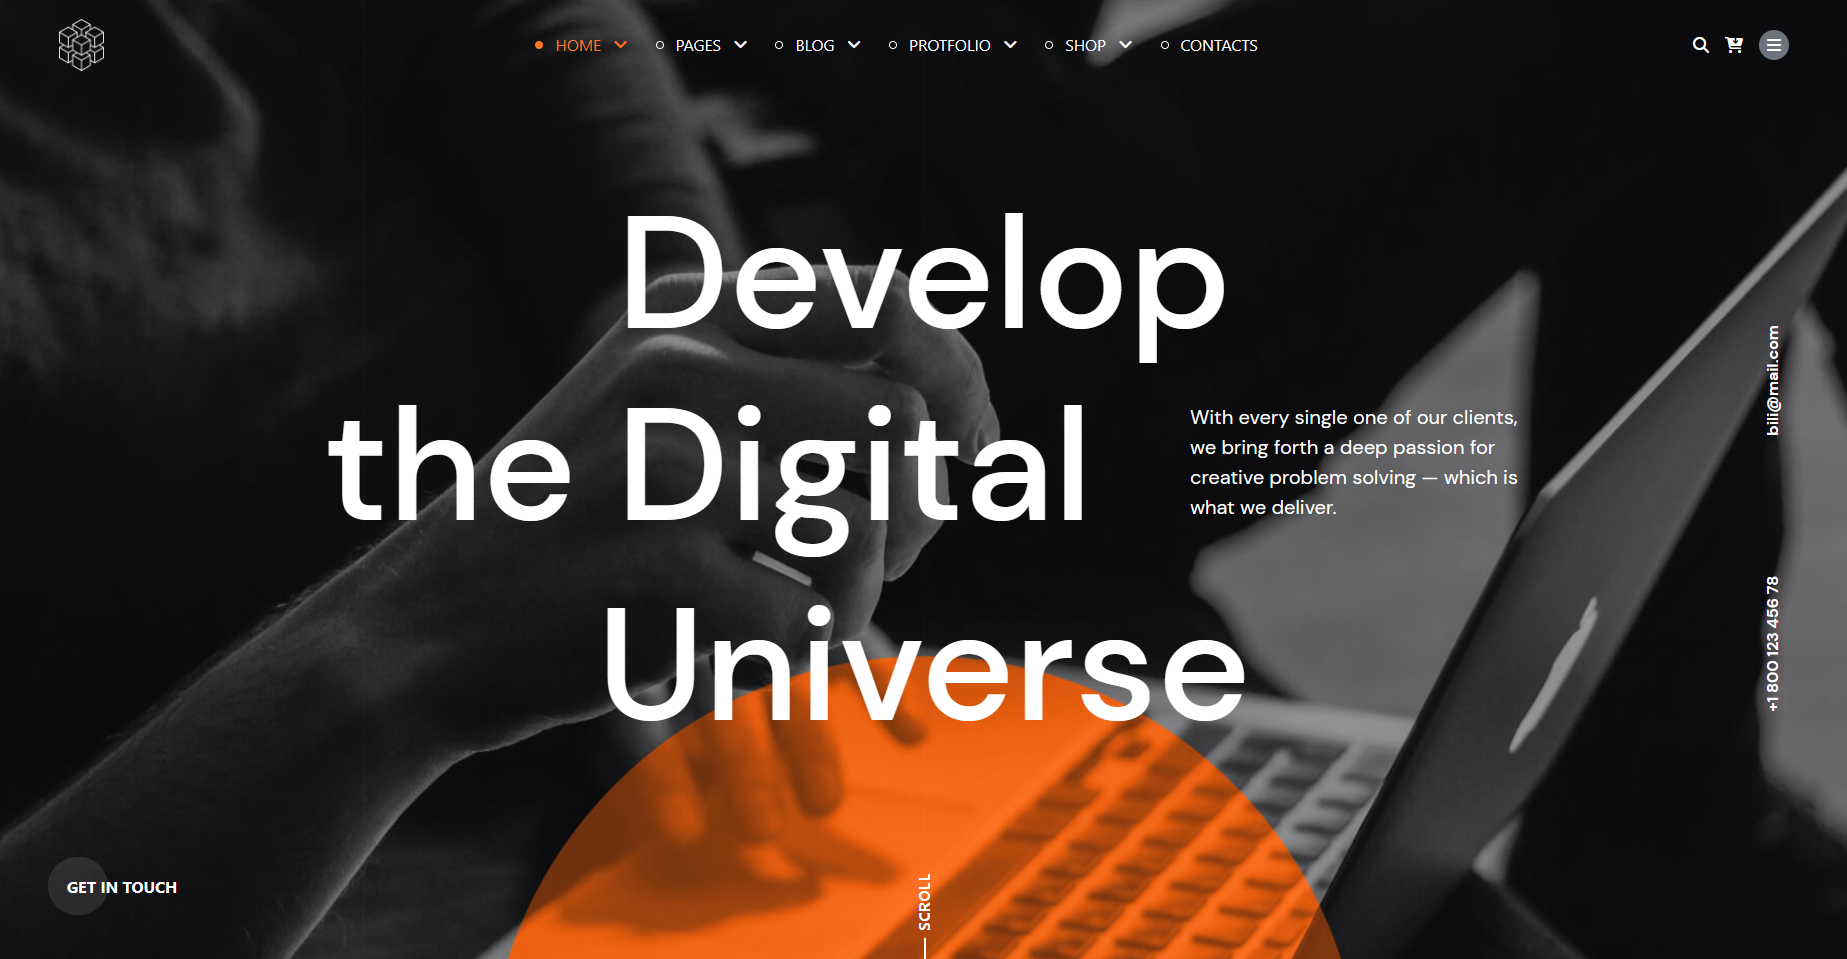 HOME PAGES BLOG PROTFOLIO SHOP CONTACTS
Develop
the Digital
Universe
With every single one of our clients,
we bring forth a deep passion for
creative problem solving — which is
what we deliver.
bili@mail.com
+1 800 123 456 78
GET IN TOUCH
SCROLL